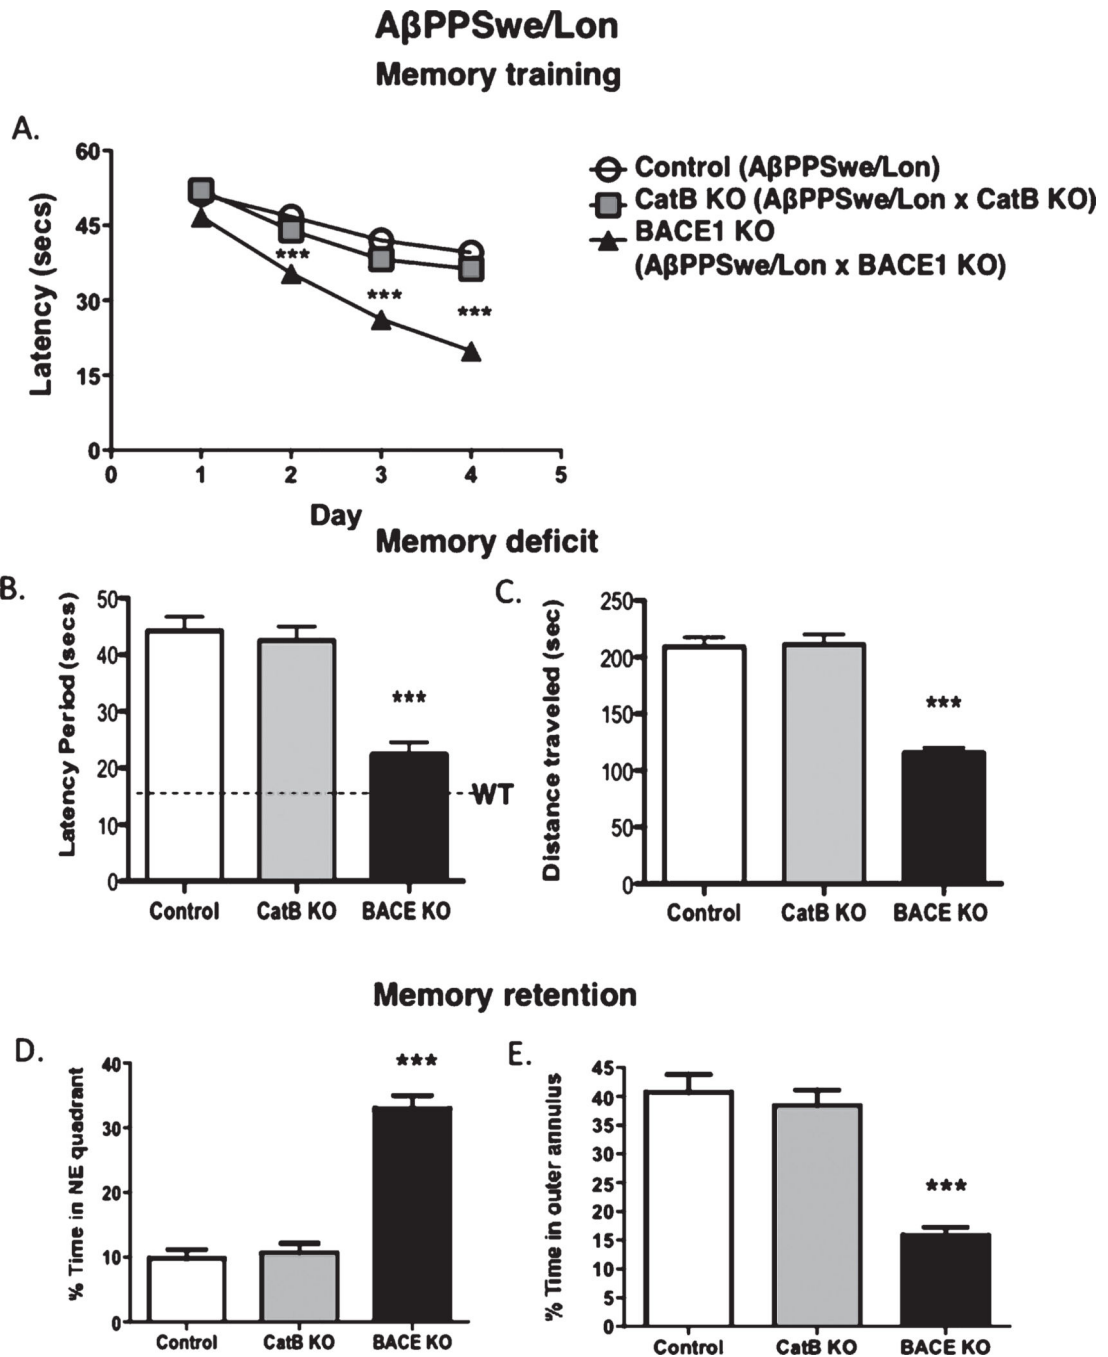 AβPPSwe/Lon
Memory training
A.
60
45
30
15
0
Latency (secs)
***
***
***
0 1 2 3 4 5
Day
Control (AβPPSwe/Lon)
CatB KO (AβPPSwe/Lon x CatB KO)
BACE1 KO
(AβPPSwe/Lon x BACE1 KO)
Memory deficit
B.
Latency Period (secs)
50
40
30
20
10
0
***
WT
Control CatB KO BACE KO
C.
Distance traveled (sec)
250
200
150
100
50
0
***
Control CatB KO BACE KO
Memory retention
D.
% Time in NE quadrant
40
30
20
10
0
***
Control CatB KO BACE KO
E.
% Time in outer annulus
45
40
35
30
25
20
15
10
5
0
***
Control CatB KO BACE KO